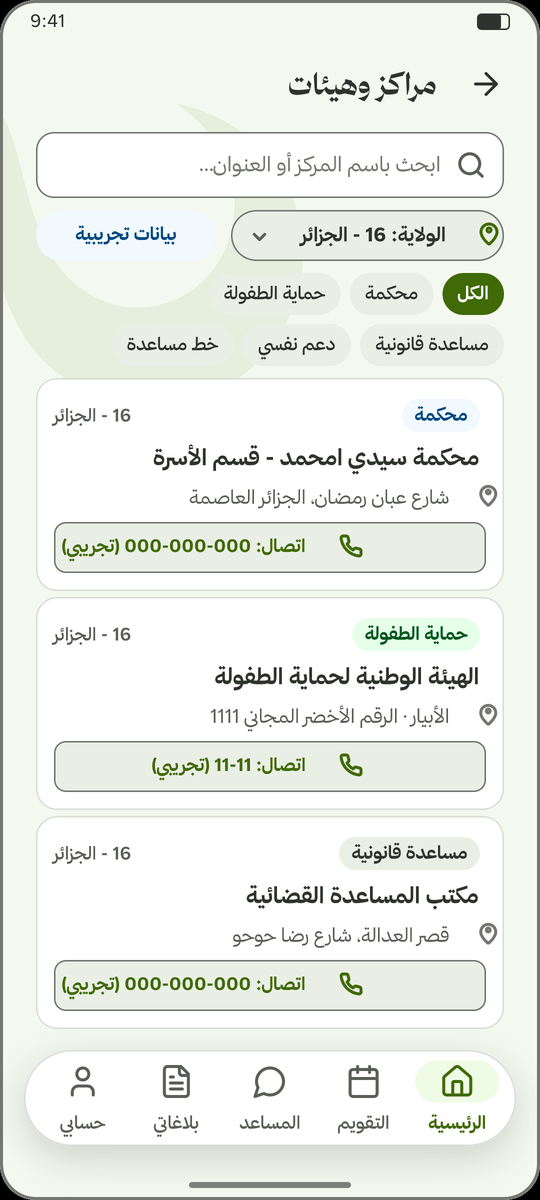 9:41
مراكز وهيئات
ابحث باسم المركز أو العنوان...
الولاية: 16 - الجزائر
بيانات تجريبية
الكل
محكمة
حماية الطفولة
مساعدة قانونية
دعم نفسي
خط مساعدة
محكمة
16 - الجزائر
محكمة سيدي امحمد - قسم الأسرة
شارع عبان رمضان، الجزائر العاصمة
اتصال: 000-000-000 (تجريبي)
حماية الطفولة
16 - الجزائر
الهيئة الوطنية لحماية الطفولة
الأبيار · الرقم الأخضر المجاني 1111
اتصال: 11-11 (تجريبي)
مساعدة قانونية
16 - الجزائر
مكتب المساعدة القضائية
قصر العدالة، شارع رضا حوحو
اتصال: 000-000-000 (تجريبي)
الرئيسية
التقويم
المساعد
بلاغاتي
حسابي